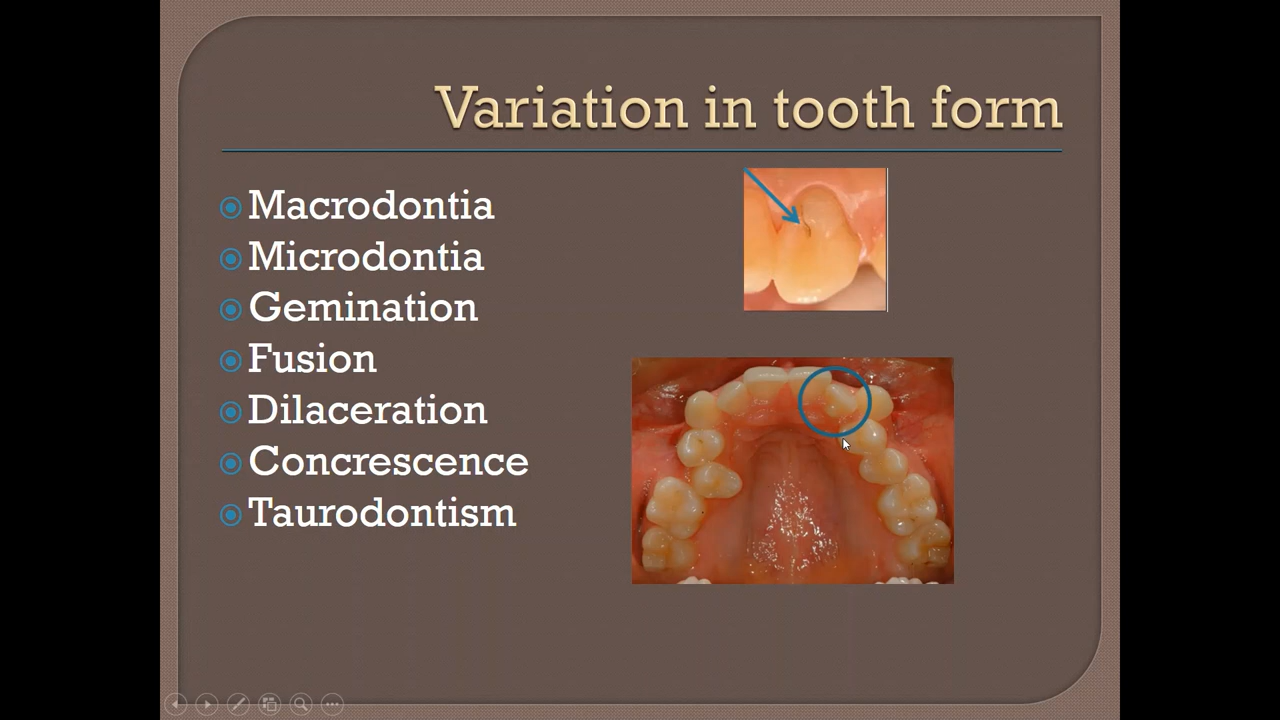 Variation in tooth form
Macrodontia
Microdontia
Gemination
Fusion
Dilaceration
Concrescence
Taurodontism